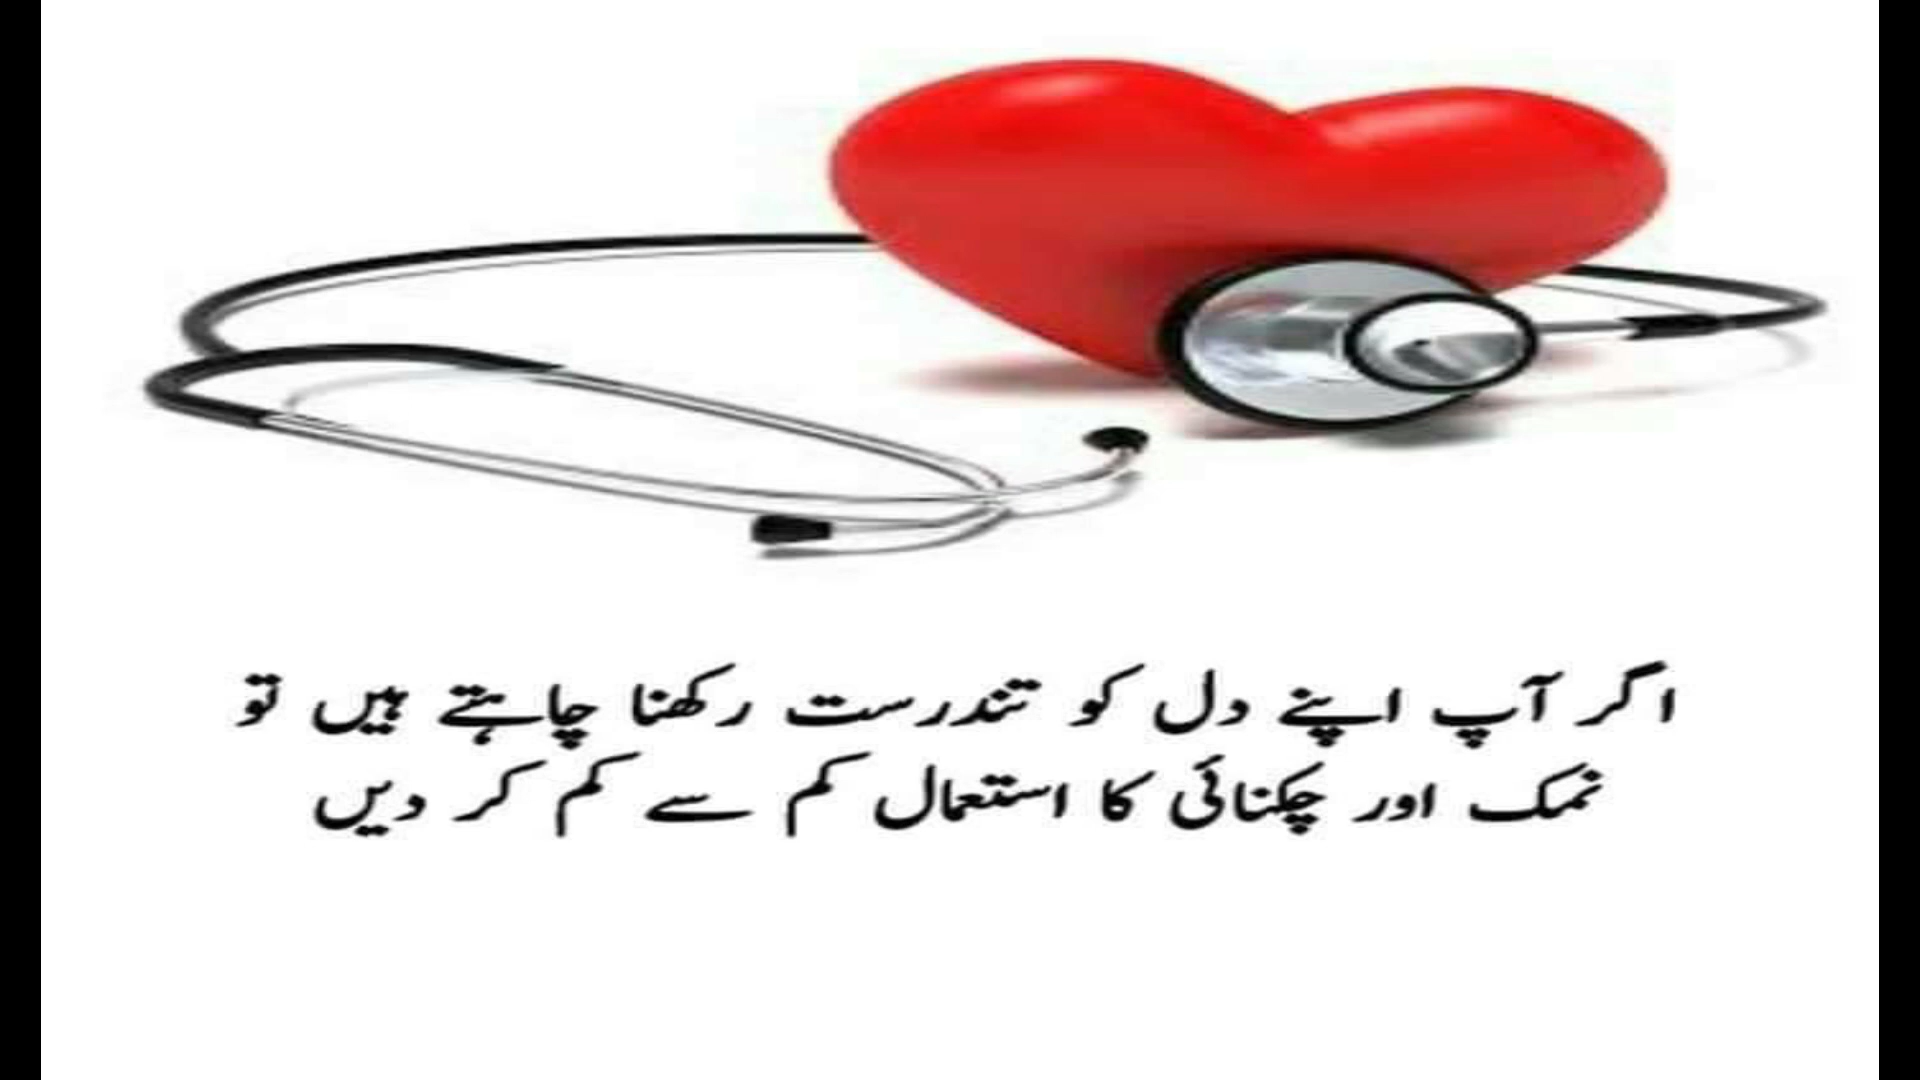 اگر آپ اپنے دل کو تندرست رکھنا چاہتے ہیں تو
نمک اور چکنائی کا استعمال کم سے کم کر دیں